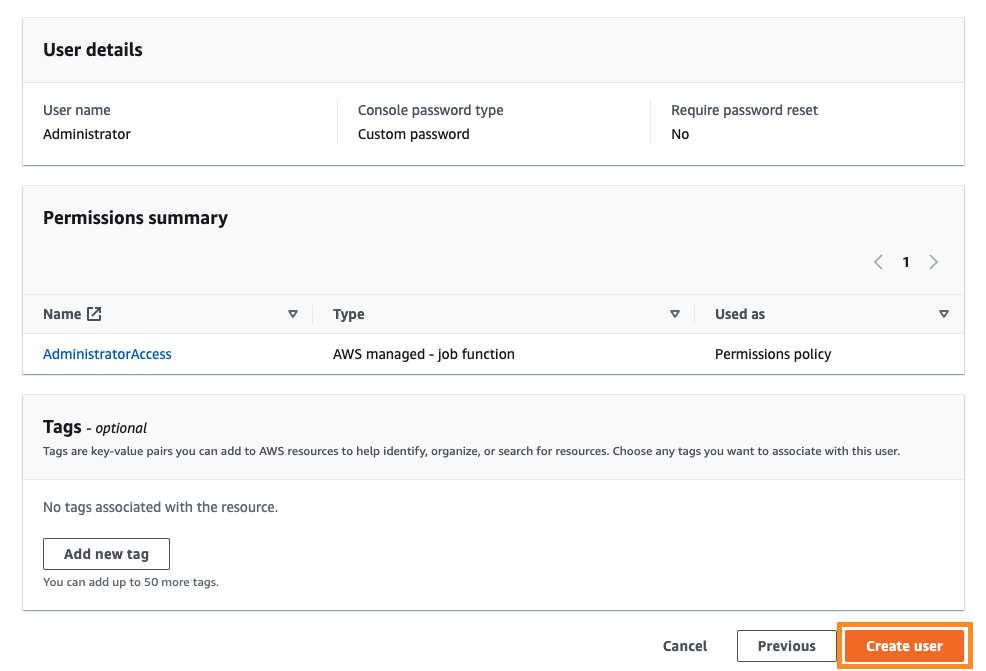 User details
User name
Console password type
Require password reset
Administrator
Custom password
No
Permissions summary
1
Name
Type
Used as
AdministratorAccess
AWS managed - job function
Permissions policy
Tags - optional
Tags are key-value pairs you can add to AWS resources to help identify, organize, or search for resources. Choose any tags you want to associate with this user.
No tags associated with the resource.
Add new tag
You can add up to 50 more tags.
Cancel
Previous
Create user